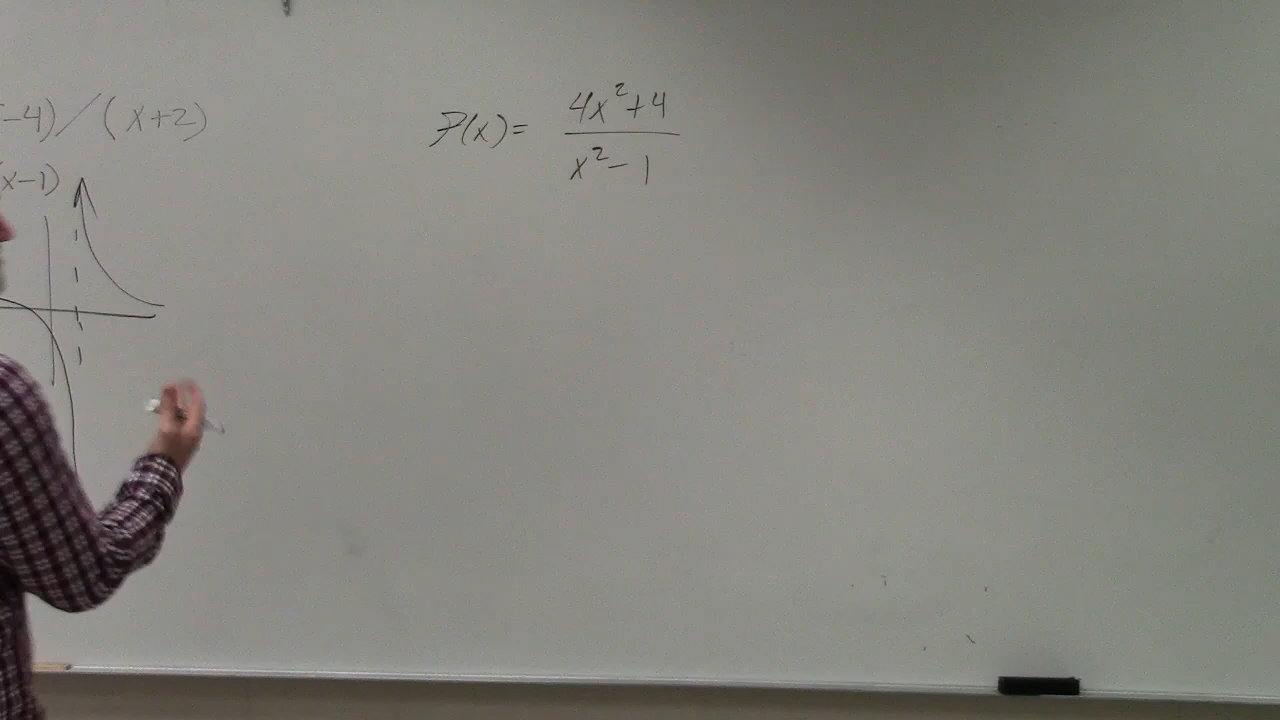 -4)/(x+2)
x-1)
F(x)= 4x²+4
x²-1